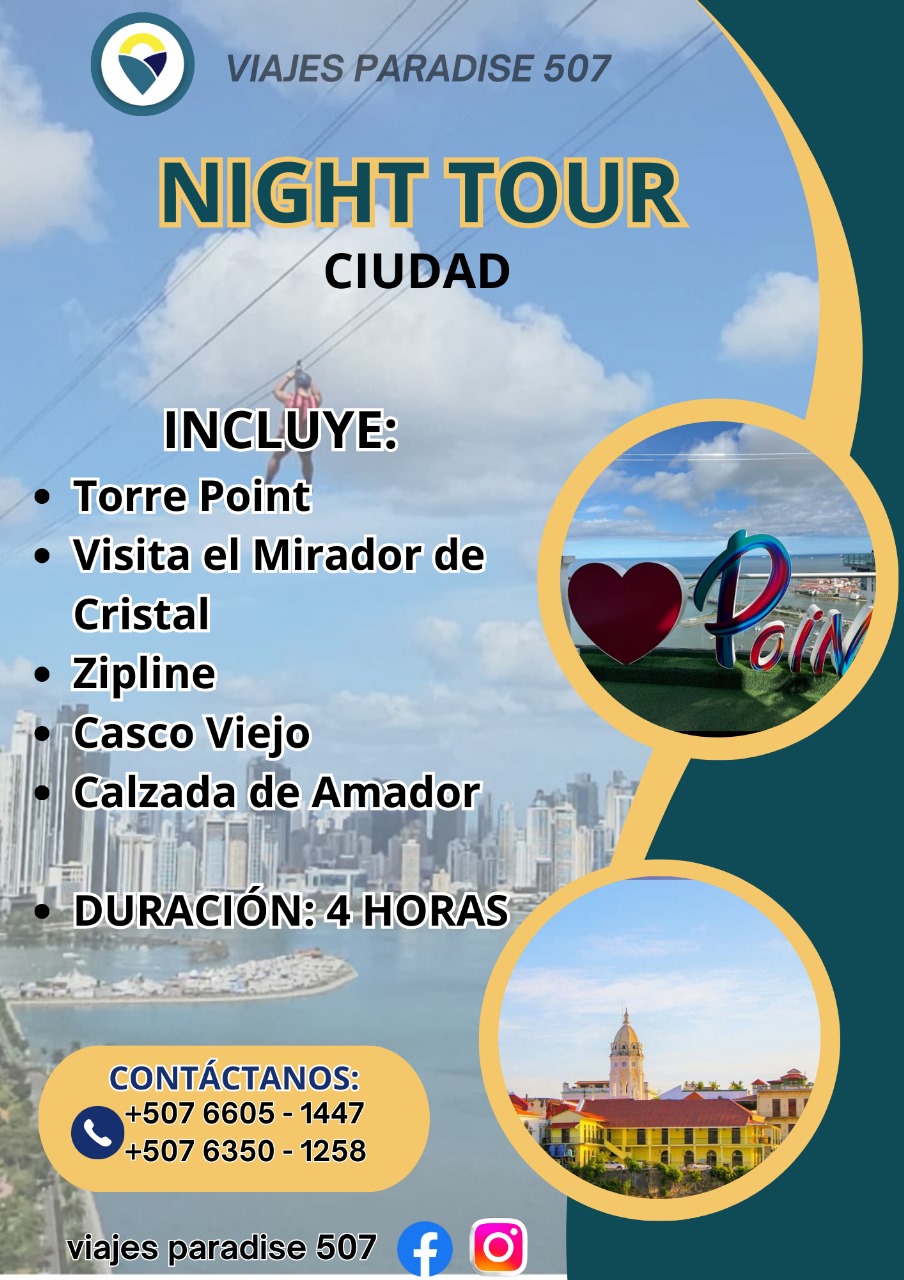 VIAJES PARADISE 507
NIGHT TOUR
CIUDAD
INCLUYE:
• Torre Point
• Visita el Mirador de
Cristal
• Zipline
• Casco Viejo
• Calzada de Amador
• DURACIÓN: 4 HORAS
Point
CONTÁCTANOS:
+507 6605 - 1447
+507 6350 - 1258
viajes paradise 507